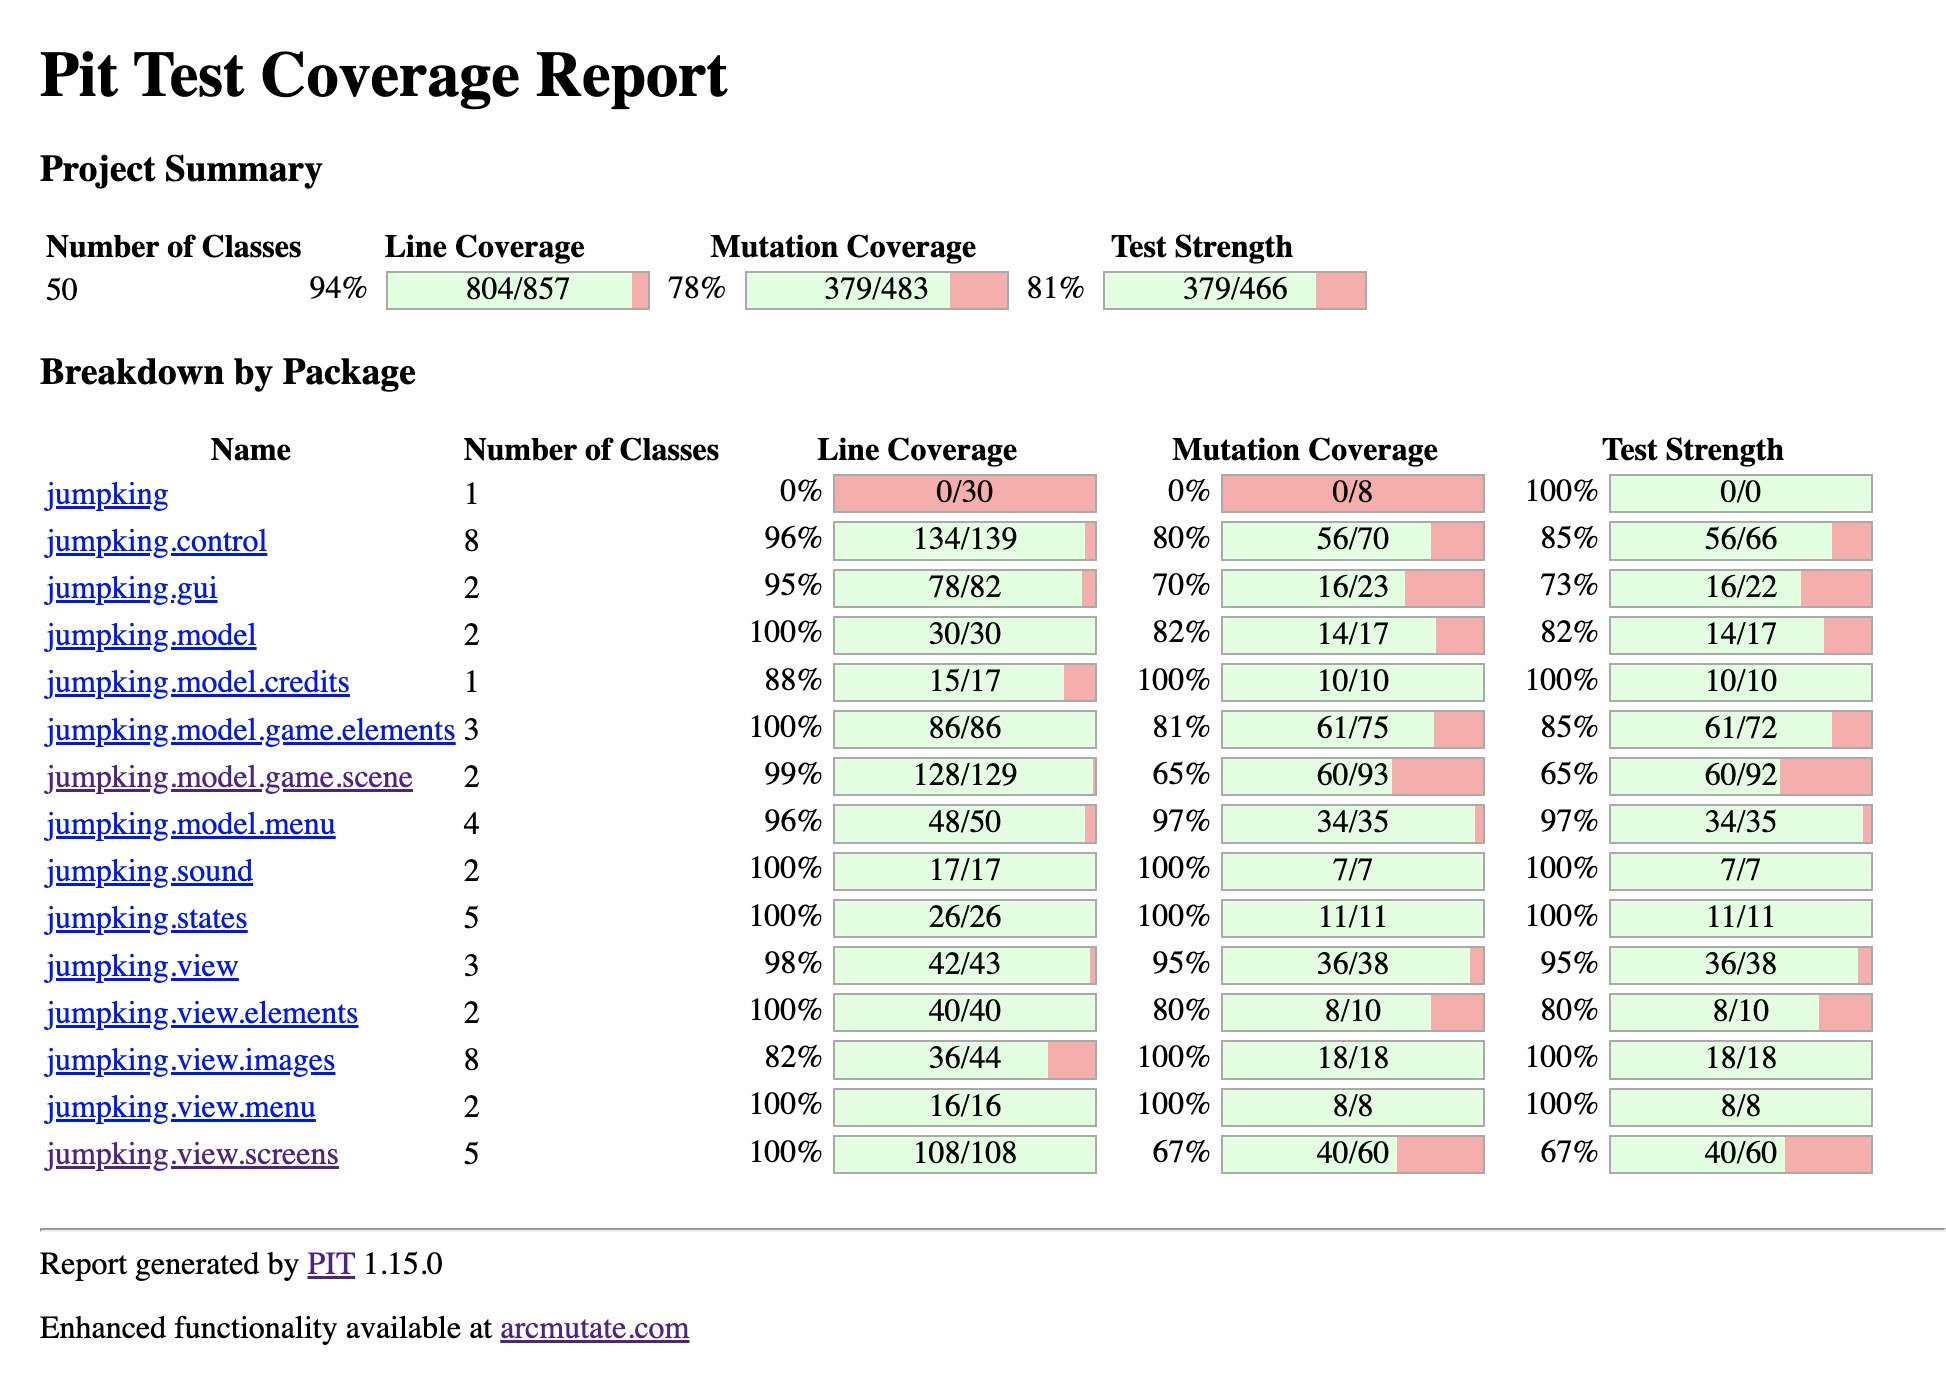 Pit Test Coverage Report
Project Summary
Number of Classes Line Coverage Mutation Coverage Test Strength
50 94% 804/857 78% 379/483 81% 379/466
Breakdown by Package
Name Number of Classes Line Coverage Mutation Coverage Test Strength
jumpking 1 0% 0/30 0% 0/8 100% 0/0
jumpking.control 8 96% 134/139 80% 56/70 85% 56/66
jumpking.gui 2 95% 78/82 70% 16/23 73% 16/22
jumpking.model 2 100% 30/30 82% 14/17 82% 14/17
jumpking.model.credits 1 88% 15/17 100% 10/10 100% 10/10
jumpking.model.game.elements 3 100% 86/86 81% 61/75 85% 61/72
jumpking.model.game.scene 2 99% 128/129 65% 60/93 65% 60/92
jumpking.model.menu 4 96% 48/50 97% 34/35 97% 34/35
jumpking.sound 2 100% 17/17 100% 7/7 100% 7/7
jumpking.states 5 100% 26/26 100% 11/11 100% 11/11
jumpking.view 3 98% 42/43 95% 36/38 95% 36/38
jumpking.view.elements 2 100% 40/40 80% 8/10 80% 8/10
jumpking.view.images 8 82% 36/44 100% 18/18 100% 18/18
jumpking.view.menu 2 100% 16/16 100% 8/8 100% 8/8
jumpking.view.screens 5 100% 108/108 67% 40/60 67% 40/60
Report generated by PIT 1.15.0
Enhanced functionality available at arcmutate.com